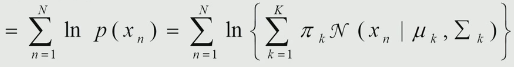 = ∑_{n=1}^{N} ln p(x_n) = ∑_{n=1}^{N} ln { ∑_{k=1}^{K} π_k 𝒩(x_n | μ_k, Σ_k) }